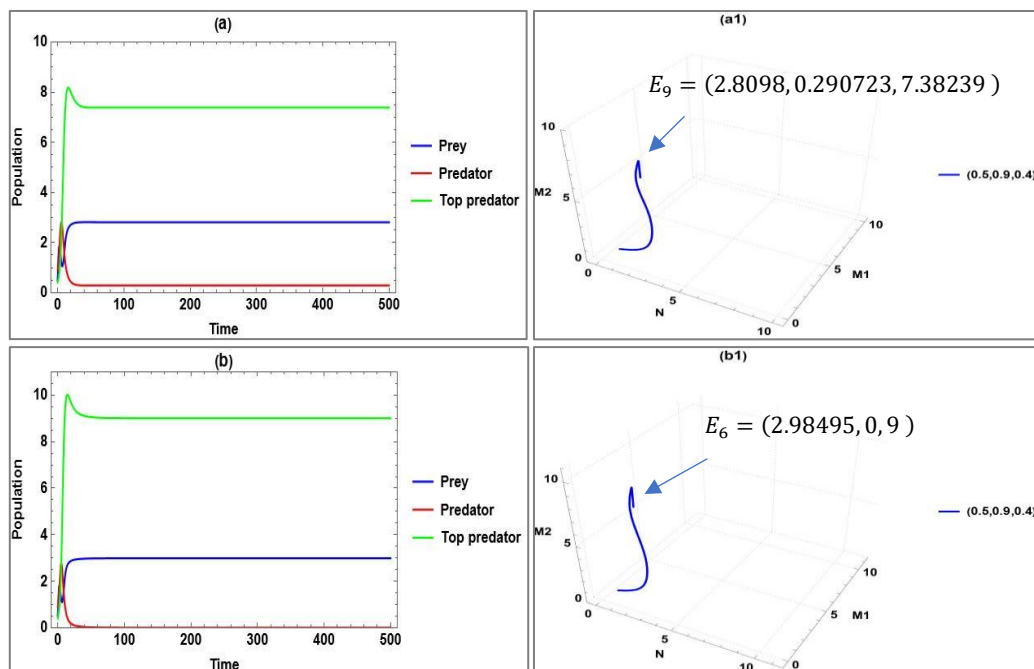 (a)
Population
10
8
6
4
2
0
0 100 200 300 400 500
Time
Prey
Predator
Top predator
(a1)
E₉ = (2.8098, 0.290723, 7.38239 )
10
M2
5
0
0
5
N
10
0
5
M1
10
(0.5,0.9,0.4)
(b)
Population
10
8
6
4
2
0
0 100 200 300 400 500
Time
Prey
Predator
Top predator
(b1)
E₆ = (2.98495, 0, 9 )
10
M2
5
0
0
5
N
10
0
5
M1
10
(0.5,0.9,0.4)